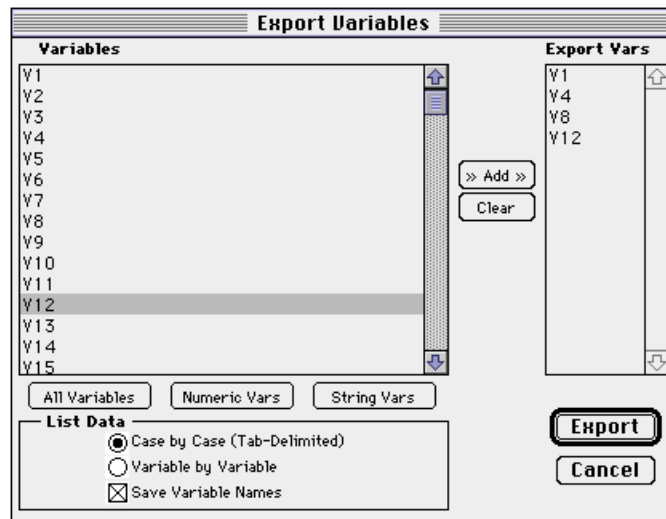 Export Variables
Variables
V1
V2
V3
V4
V5
V6
V7
V8
V9
V10
V11
V12
V13
V14
V15
All Variables
Numeric Vars
String Vars
» Add »
Clear
Export Vars
V1
V4
V8
V12
List Data
Case by Case (Tab-Delimited)
Variable by Variable
Save Variable Names
Export
Cancel